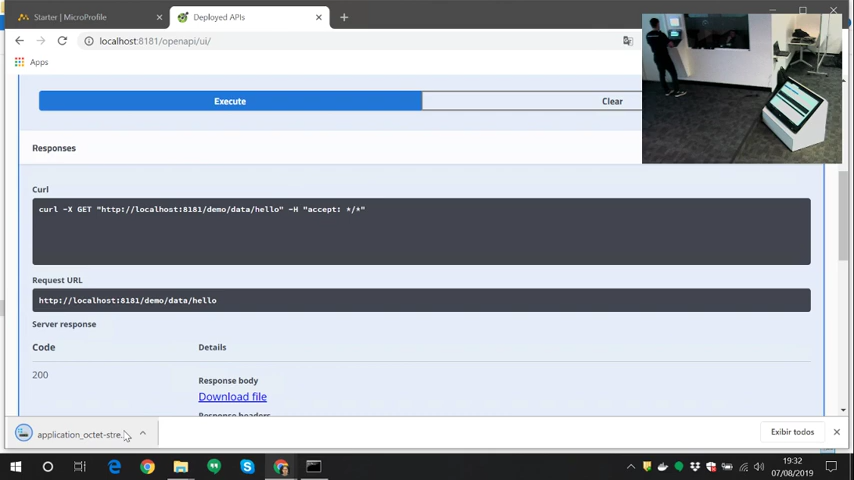 Starter | MicroProfile
Deployed APIs
localhost:8181/openapi/ui/
Apps
Execute
Clear
Responses
Curl
curl -X GET "http://localhost:8181/demo/data/hello" -H "accept: */*"
Request URL
http://localhost:8181/demo/data/hello
Server response
Code
Details
200
Response body
Download file
Response headers
application_octet-stre...
Exibir todos
19:32
07/08/2019